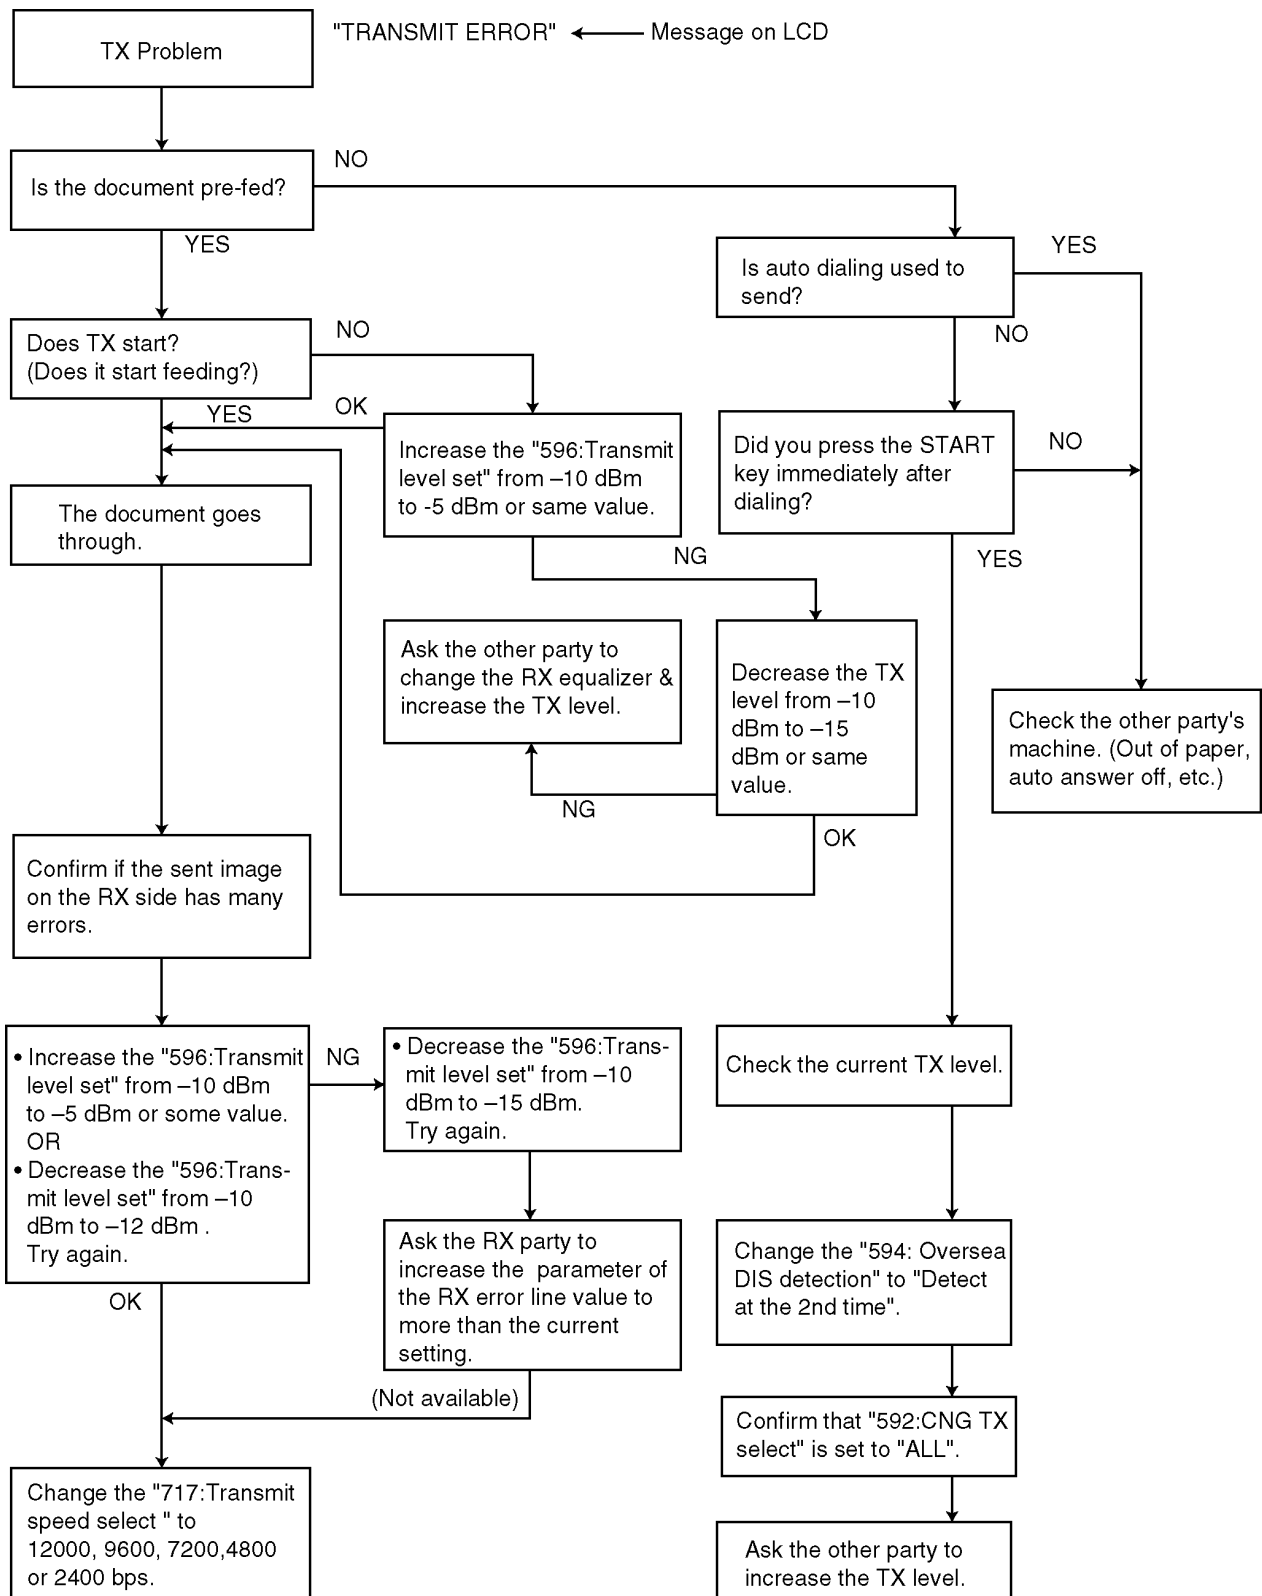 TX Problem
"TRANSMIT ERROR"
Message on LCD
Is the document pre-fed?
NO
YES
Is auto dialing used to
send?
YES
NO
Does TX start?
(Does it start feeding?)
NO
YES
OK
Increase the "596:Transmit
level set" from –10 dBm
to -5 dBm or same value.
NG
Did you press the START
key immediately after
dialing?
NO
YES
The document goes
through.
Ask the other party to
change the RX equalizer &
increase the TX level.
Decrease the TX
level from –10
dBm to –15
dBm or same
value.
NG
OK
Check the other party's
machine. (Out of paper,
auto answer off, etc.)
Confirm if the sent image
on the RX side has many
errors.
• Increase the "596:Transmit
level set" from –10 dBm
to –5 dBm or some value.
OR
• Decrease the "596:Trans-
mit level set" from –10
dBm to –12 dBm .
Try again.
NG
OK
• Decrease the "596:Trans-
mit level set" from –10
dBm to –15 dBm.
Try again.
Ask the RX party to
increase the  parameter of
the RX error line value to
more than the current
setting.
(Not available)
Change the "717:Transmit
speed select " to
12000, 9600, 7200,4800
or 2400 bps.
Check the current TX level.
Change the "594: Oversea
DIS detection" to "Detect
at the 2nd time".
Confirm that "592:CNG TX
select" is set to "ALL".
Ask the other party to
increase the TX level.